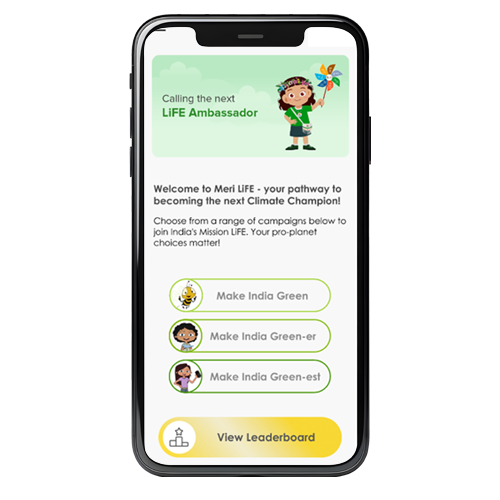 Calling the next
LiFE Ambassador
Welcome to Meri LiFE - your pathway to
becoming the next Climate Champion!
Choose from a range of campaigns below to
join India's Mission LiFE. Your pro-planet
choices matter!
Make India Green
Make India Green-er
Make India Green-est
View Leaderboard